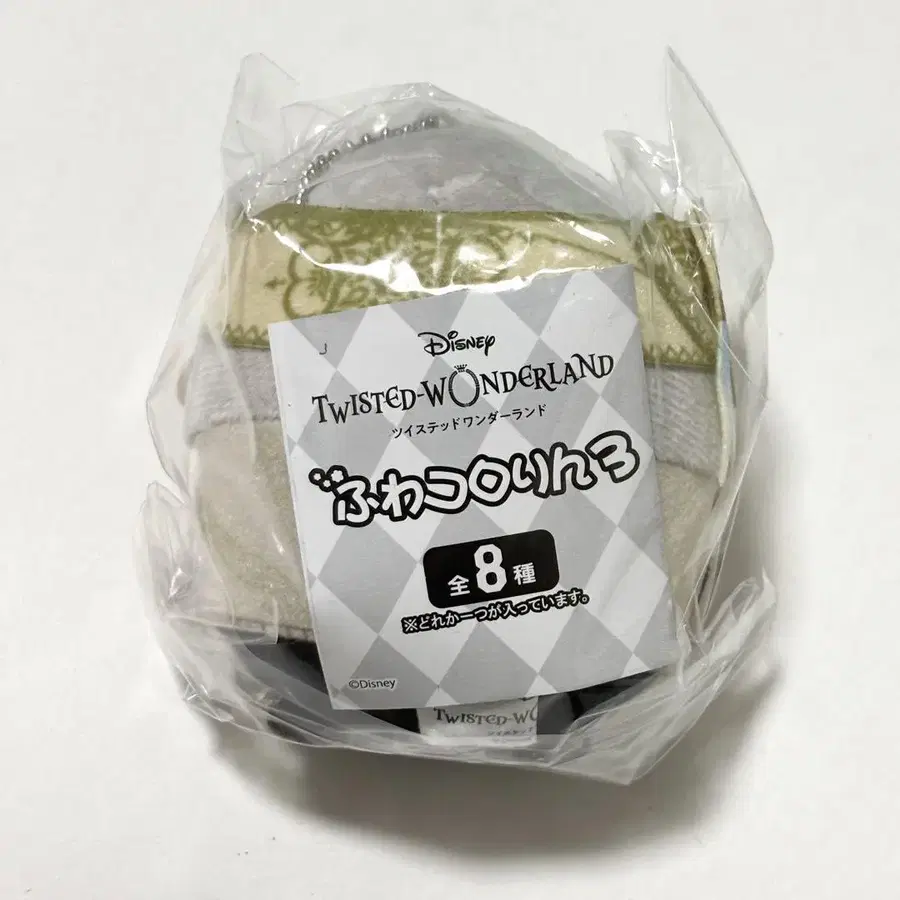 Disney
TWISTED-WONDERLAND
ツイステッドワンダーランド
ふわコロりんろ
全8種
※どれか一つが入っています。
©Disney
TWISTED-WO